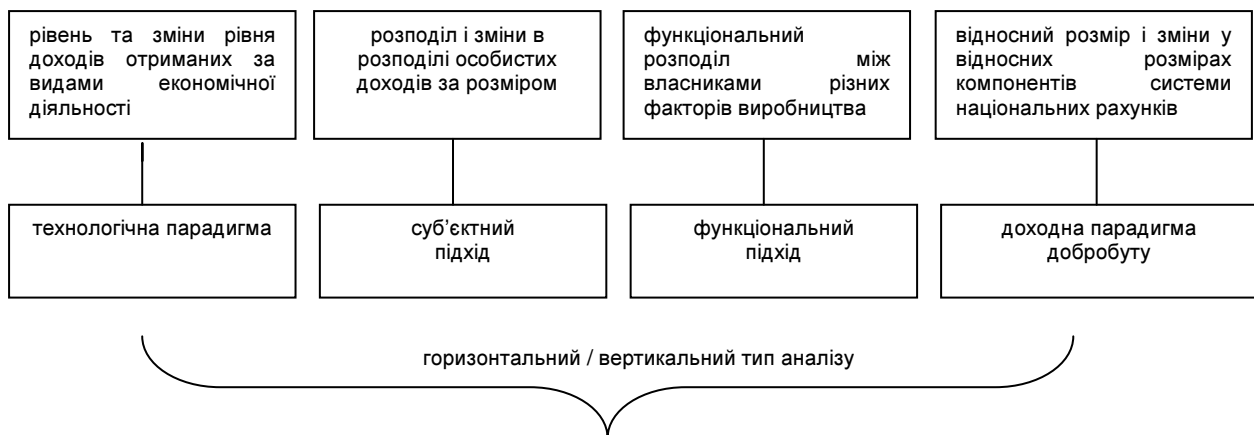 рівень та зміни рівня
доходів отриманих за
видами економічної
діяльності
розподіл і зміни в
розподілі особистих
доходів за розміром
функціональний
розподіл між
власниками різних
факторів виробництва
відносний розмір і зміни у
відносних розмірах
компонентів системи
національних рахунків
технологічна парадигма
суб’єктний
підхід
функціональний
підхід
доходна парадигма
добробуту
горизонтальний / вертикальний тип аналізу